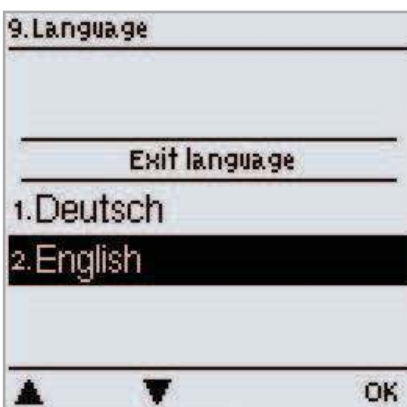 9.Language
Exit language
1.Deutsch
2.English
▲ ▼ OK